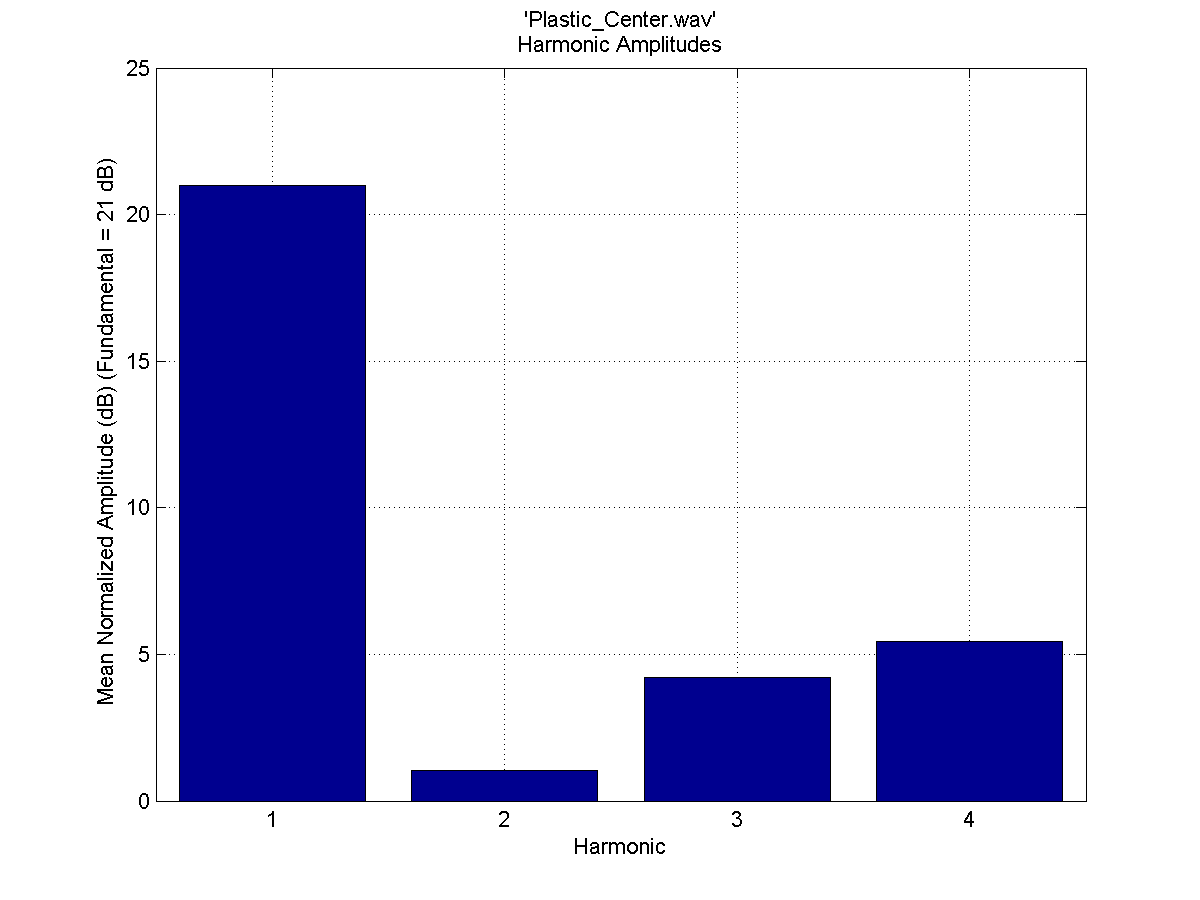 'Plastic_Center.wav'
Harmonic Amplitudes
Mean Normalized Amplitude (dB) (Fundamental = 21 dB)
25
20
15
10
5
0
1 2 3 4
Harmonic